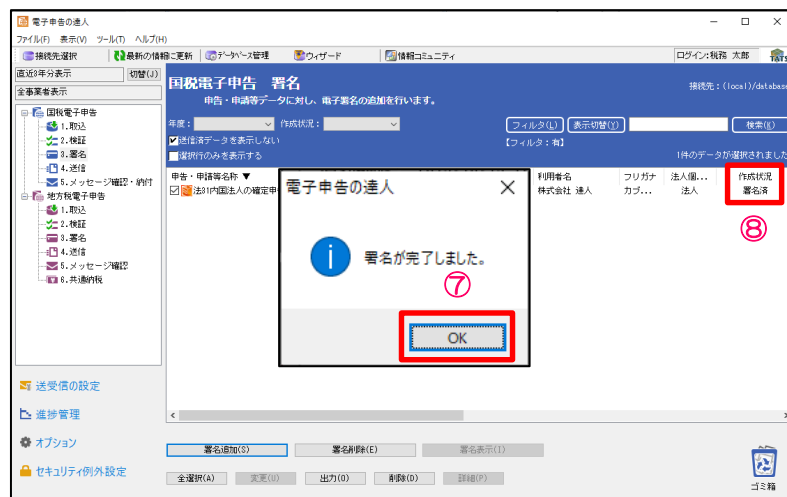 電子申告の達人
ファイル(F) 表示(V) ツール(T) ヘルプ(H)
接続先選択 最新の情報に更新 データベース管理 ウィザード 情報コミュニティ ログイン:税務 太郎
直近3年分表示 切替(J)
全事業者表示
国税電子申告
1.取込
2.検証
3.署名
4.送信
5.メッセージ確認・納付
地方税電子申告
1.取込
2.検証
3.署名
4.送信
5.メッセージ確認
6.共通納税
送受信の設定
進捗管理
オプション
セキュリティ例外設定
国税電子申告 署名
接続先:(local)/database
申告・申請等データに対し、電子署名の追加を行います。
年度: 作成状況: フィルタ(L) 表示切替(Y) 検索(K)
送信済データを表示しない 【フィルタ:有】
選択行のみを表示する 1件のデータが選択されました
申告・申請等名称 ▼ 利用者名 フリガナ 法人個... 作成状況
法31内国法人の確定申 株式会社 達人 カブ... 法人 署名済
⑧
電子申告の達人
署名が完了しました。
⑦
OK
署名追加(S) 署名削除(E) 署名表示(I)
全選択(A) 変更(U) 出力(O) 削除(D) 詳細(P)
ゴミ箱